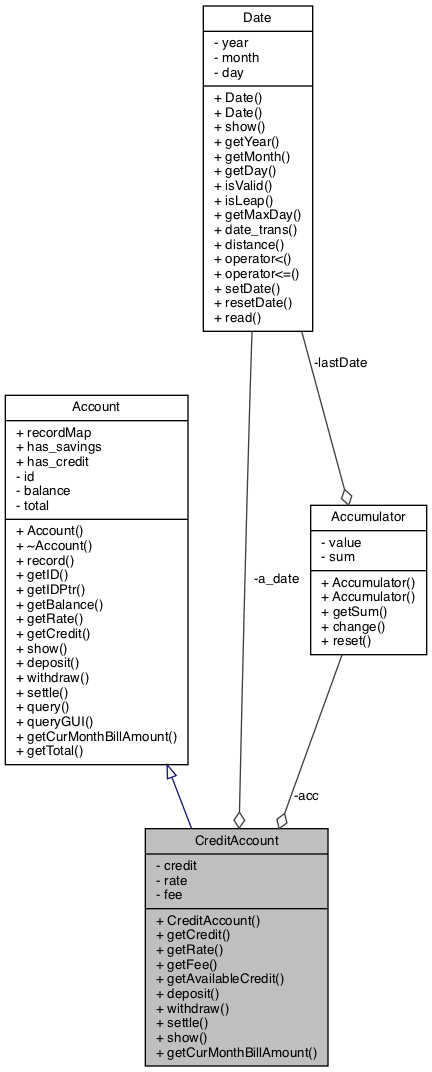 Date
- year
- month
- day
+ Date()
+ Date()
+ show()
+ getYear()
+ getMonth()
+ getDay()
+ isValid()
+ isLeap()
+ getMaxDay()
+ date_trans()
+ distance()
+ operator<()
+ operator<=()
+ setDate()
+ resetDate()
+ read()
-lastDate
Account
+ recordMap
+ has_savings
+ has_credit
- id
- balance
- total
+ Account()
+ ~Account()
+ record()
+ getID()
+ getIDPtr()
+ getBalance()
+ getRate()
+ getCredit()
+ show()
+ deposit()
+ withdraw()
+ settle()
+ query()
+ queryGUI()
+ getCurMonthBillAmount()
+ getTotal()
-a_date
Accumulator
- value
- sum
+ Accumulator()
+ Accumulator()
+ getSum()
+ change()
+ reset()
-acc
CreditAccount
- credit
- rate
- fee
+ CreditAccount()
+ getCredit()
+ getRate()
+ getFee()
+ getAvailableCredit()
+ deposit()
+ withdraw()
+ settle()
+ show()
+ getCurMonthBillAmount()